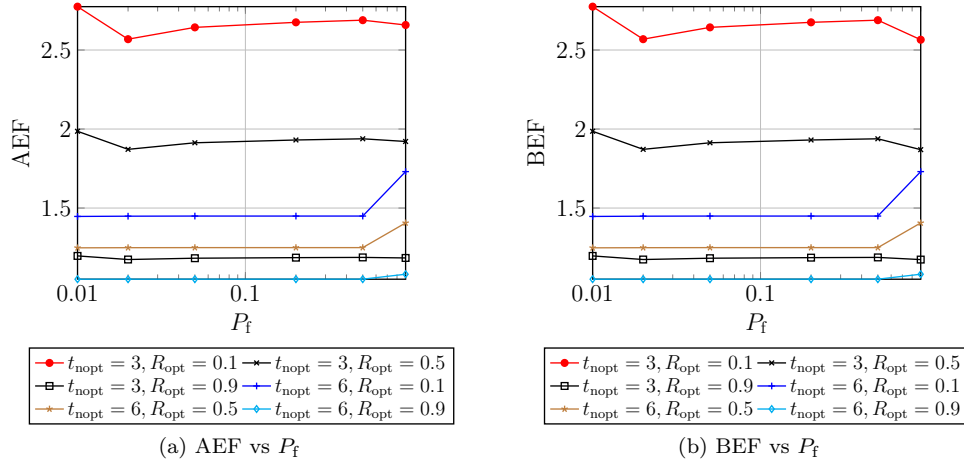 2.5
2
1.5
0.01
0.1
AEF
P_f
t_nopt = 3, R_opt = 0.1
t_nopt = 3, R_opt = 0.5
t_nopt = 3, R_opt = 0.9
t_nopt = 6, R_opt = 0.1
t_nopt = 6, R_opt = 0.5
t_nopt = 6, R_opt = 0.9
(a) AEF vs P_f
2.5
2
1.5
0.01
0.1
BEF
P_f
t_nopt = 3, R_opt = 0.1
t_nopt = 3, R_opt = 0.5
t_nopt = 3, R_opt = 0.9
t_nopt = 6, R_opt = 0.1
t_nopt = 6, R_opt = 0.5
t_nopt = 6, R_opt = 0.9
(b) BEF vs P_f